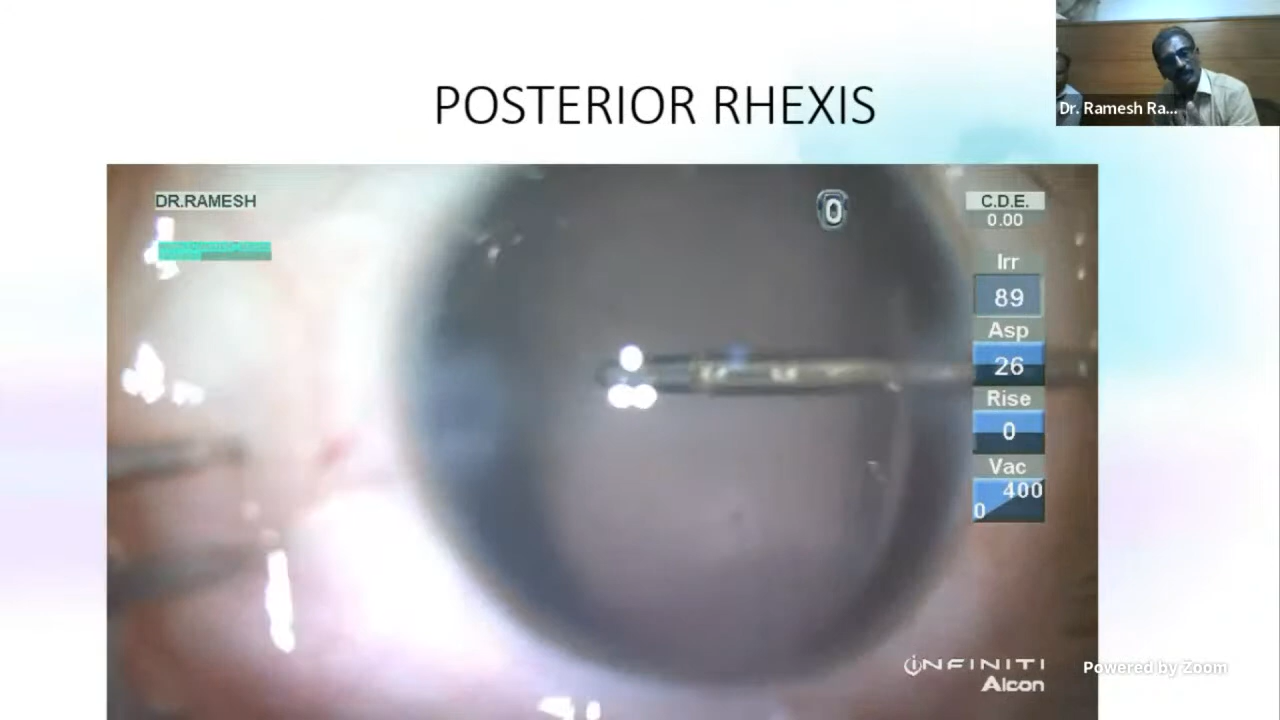 POSTERIOR RHEXIS
Dr. Ramesh Ra...
DR.RAMESH
0
C.D.E.
0.00
Irr
89
Asp
26
Rise
0
Vac
400
0
INFINITI
Alcon
Powered by Zoom